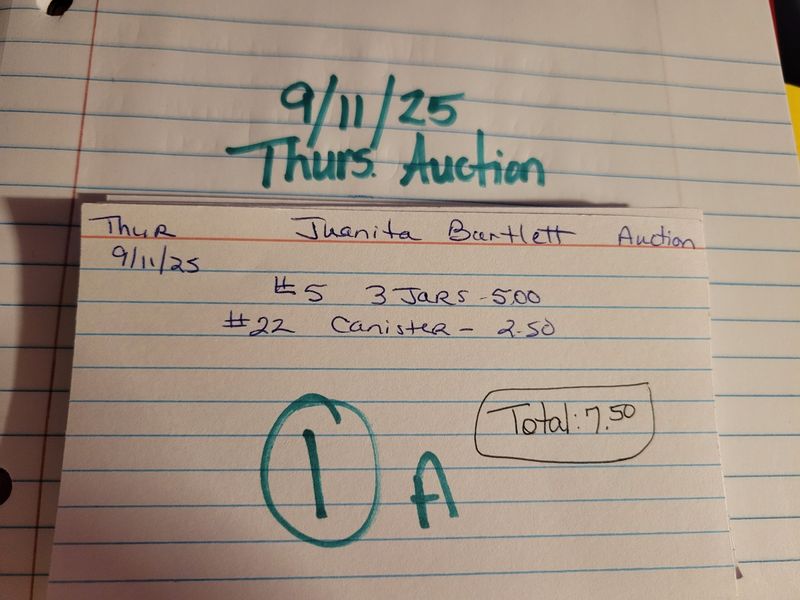 9/11/25
Thurs. Auction
Thur Juanita Bartlett Auction
9/11/25
#5 3 Jars - 5.00
#22 Canister - 2.50
Total: 7.50
1 A